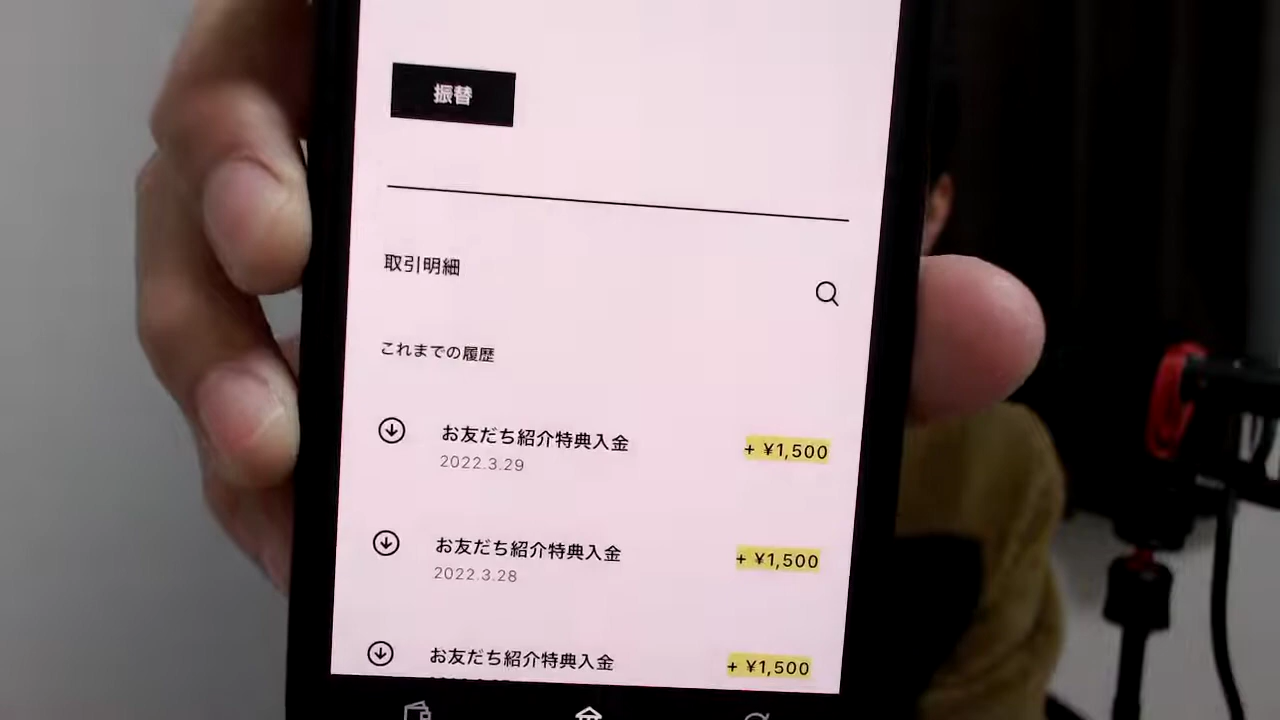 振替
取引明細
これまでの履歴
お友だち紹介特典入金 + ¥1,500
2022.3.29
お友だち紹介特典入金 + ¥1,500
2022.3.28
お友だち紹介特典入金 + ¥1,500